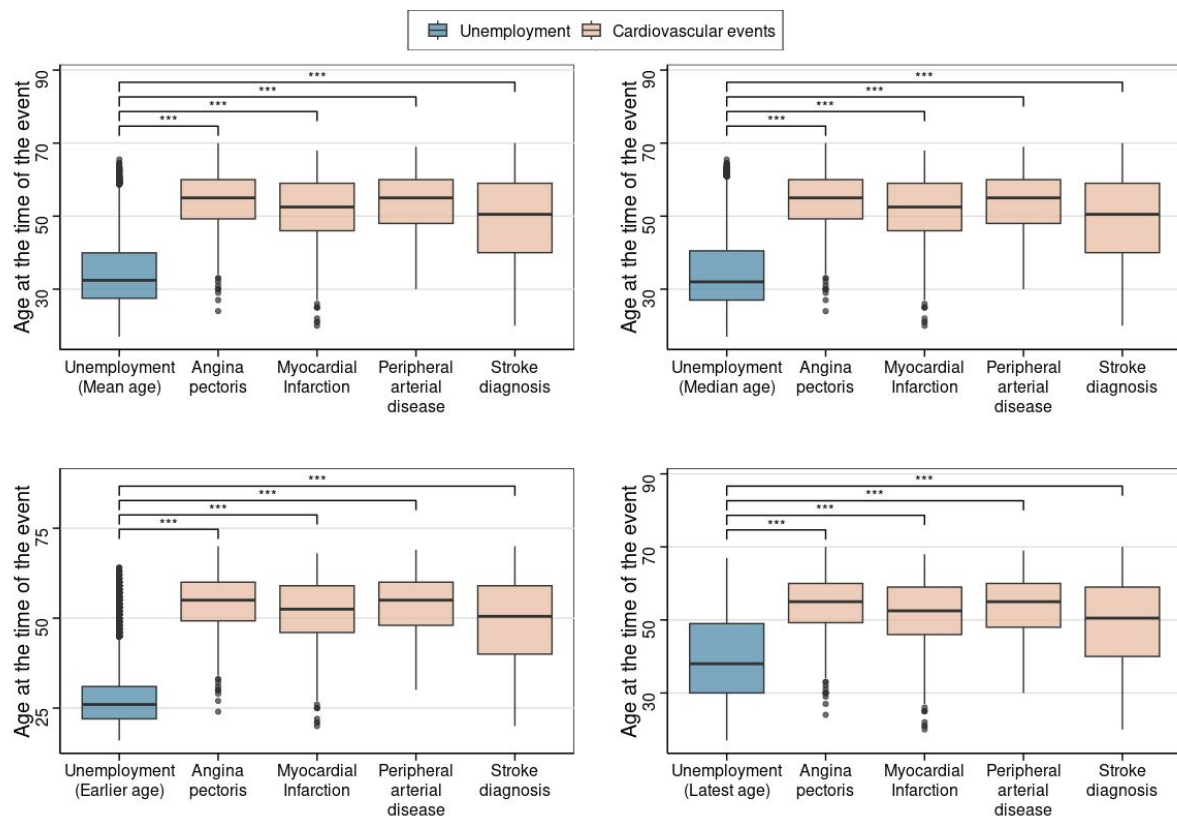 Unemployment Cardiovascular events
Age at the time of the event
90
70
50
30
***
***
***
***
Unemployment
(Mean age)
Angina
pectoris
Myocardial
Infarction
Peripheral
arterial
disease
Stroke
diagnosis
Age at the time of the event
90
70
50
30
***
***
***
***
Unemployment
(Median age)
Angina
pectoris
Myocardial
Infarction
Peripheral
arterial
disease
Stroke
diagnosis
Age at the time of the event
75
50
25
***
***
***
***
Unemployment
(Earlier age)
Angina
pectoris
Myocardial
Infarction
Peripheral
arterial
disease
Stroke
diagnosis
Age at the time of the event
90
70
50
30
***
***
***
***
Unemployment
(Latest age)
Angina
pectoris
Myocardial
Infarction
Peripheral
arterial
disease
Stroke
diagnosis